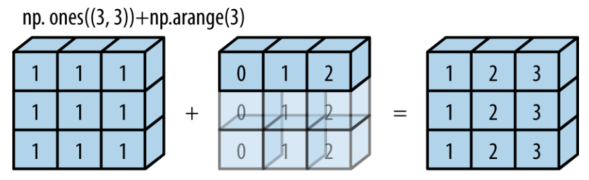 np. ones((3, 3))+np.arange(3)
1 1 1 0 1 2 1 2 3
1 1 1 + 0 1 2 = 1 2 3
1 1 1 0 1 2 1 2 3